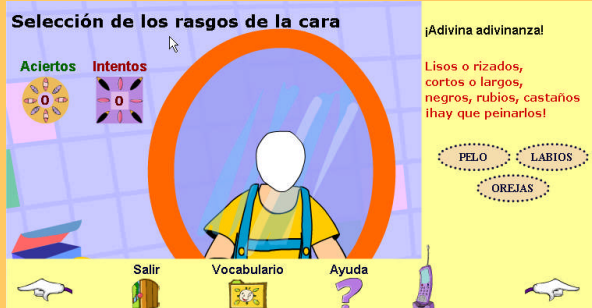 Selección de los rasgos de la cara
Aciertos
Intentos
0
0
¡Adivina adivinanza!
Lisos o rizados,
cortos o largos,
negros, rubios, castaños
¡hay que peinarlos!
PELO
LABIOS
OREJAS
Salir
Vocabulario
Ayuda